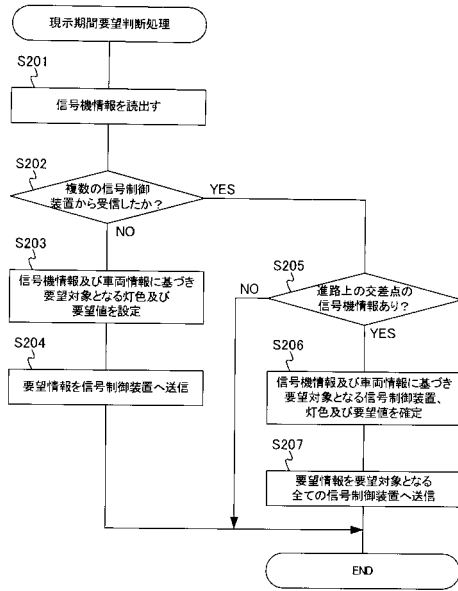 現示期間要望判断処理
S201
信号機情報を読出す
S202
複数の信号制御
装置から受信したか？
YES
NO
S203
信号機情報及び車両情報に基づき
要望対象となる灯色及び
要望値を設定
S204
要望情報を信号制御装置へ送信
S205
NO
進路上の交差点の
信号機情報あり？
YES
S206
信号機情報及び車両情報に基づき
要望対象となる信号制御装置、
灯色及び要望値を確定
S207
要望情報を要望対象となる
全ての信号制御装置へ送信
END